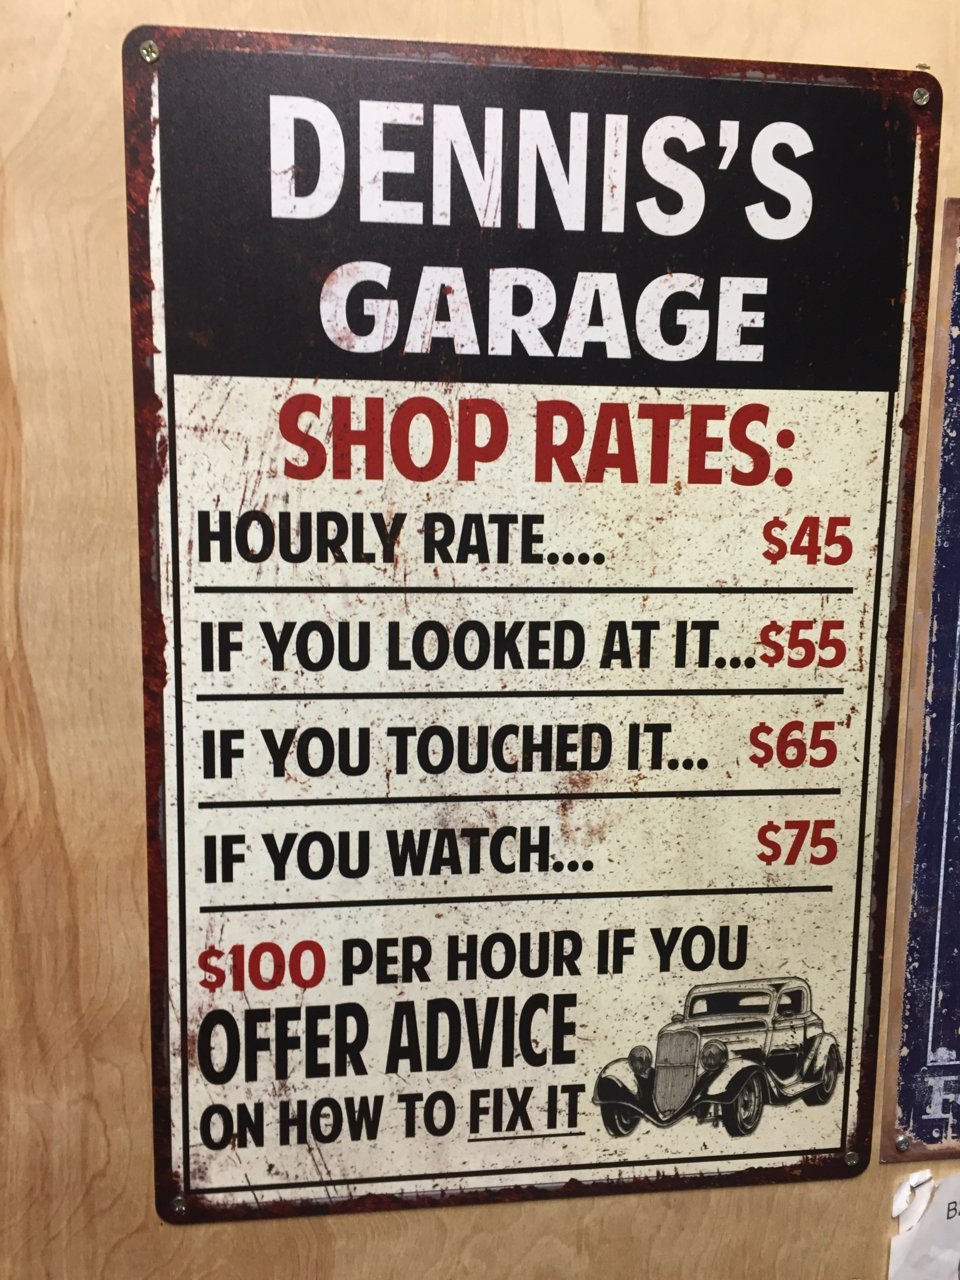 DENNIS'S
GARAGE
SHOP RATES:
HOURLY RATE.... $45
IF YOU LOOKED AT IT...$55
IF YOU TOUCHED IT... $65
IF YOU WATCH... $75
$100 PER HOUR IF YOU
OFFER ADVICE
ON HOW TO FIX IT